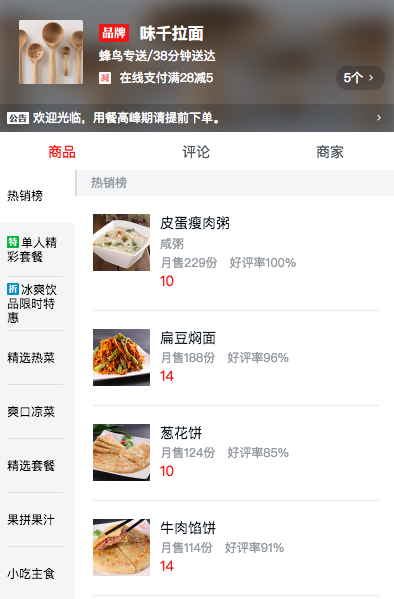 品牌 味千拉面
蜂鸟专送/38分钟送达
减 在线支付满28减5
5个 >
公告 欢迎光临，用餐高峰期请提前下单。 >
商品 评论 商家
热销榜
特 单人精
彩套餐
折 冰爽饮
品限时特
惠
精选热菜
爽口凉菜
精选套餐
果拼果汁
小吃主食
热销榜
皮蛋瘦肉粥
咸粥
月售229份 好评率100%
10
扁豆焖面
月售188份 好评率96%
14
葱花饼
月售124份 好评率85%
10
牛肉馅饼
月售114份 好评率91%
14